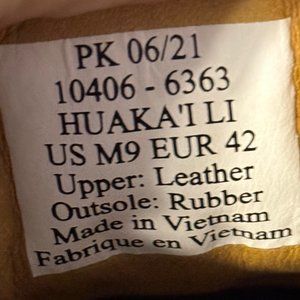 PK 06/21
10406 - 6363
HUAKA'I LI
US M9 EUR 42
Upper: Leather
Outsole: Rubber
Made in Vietnam
Fabrique en Vietnam